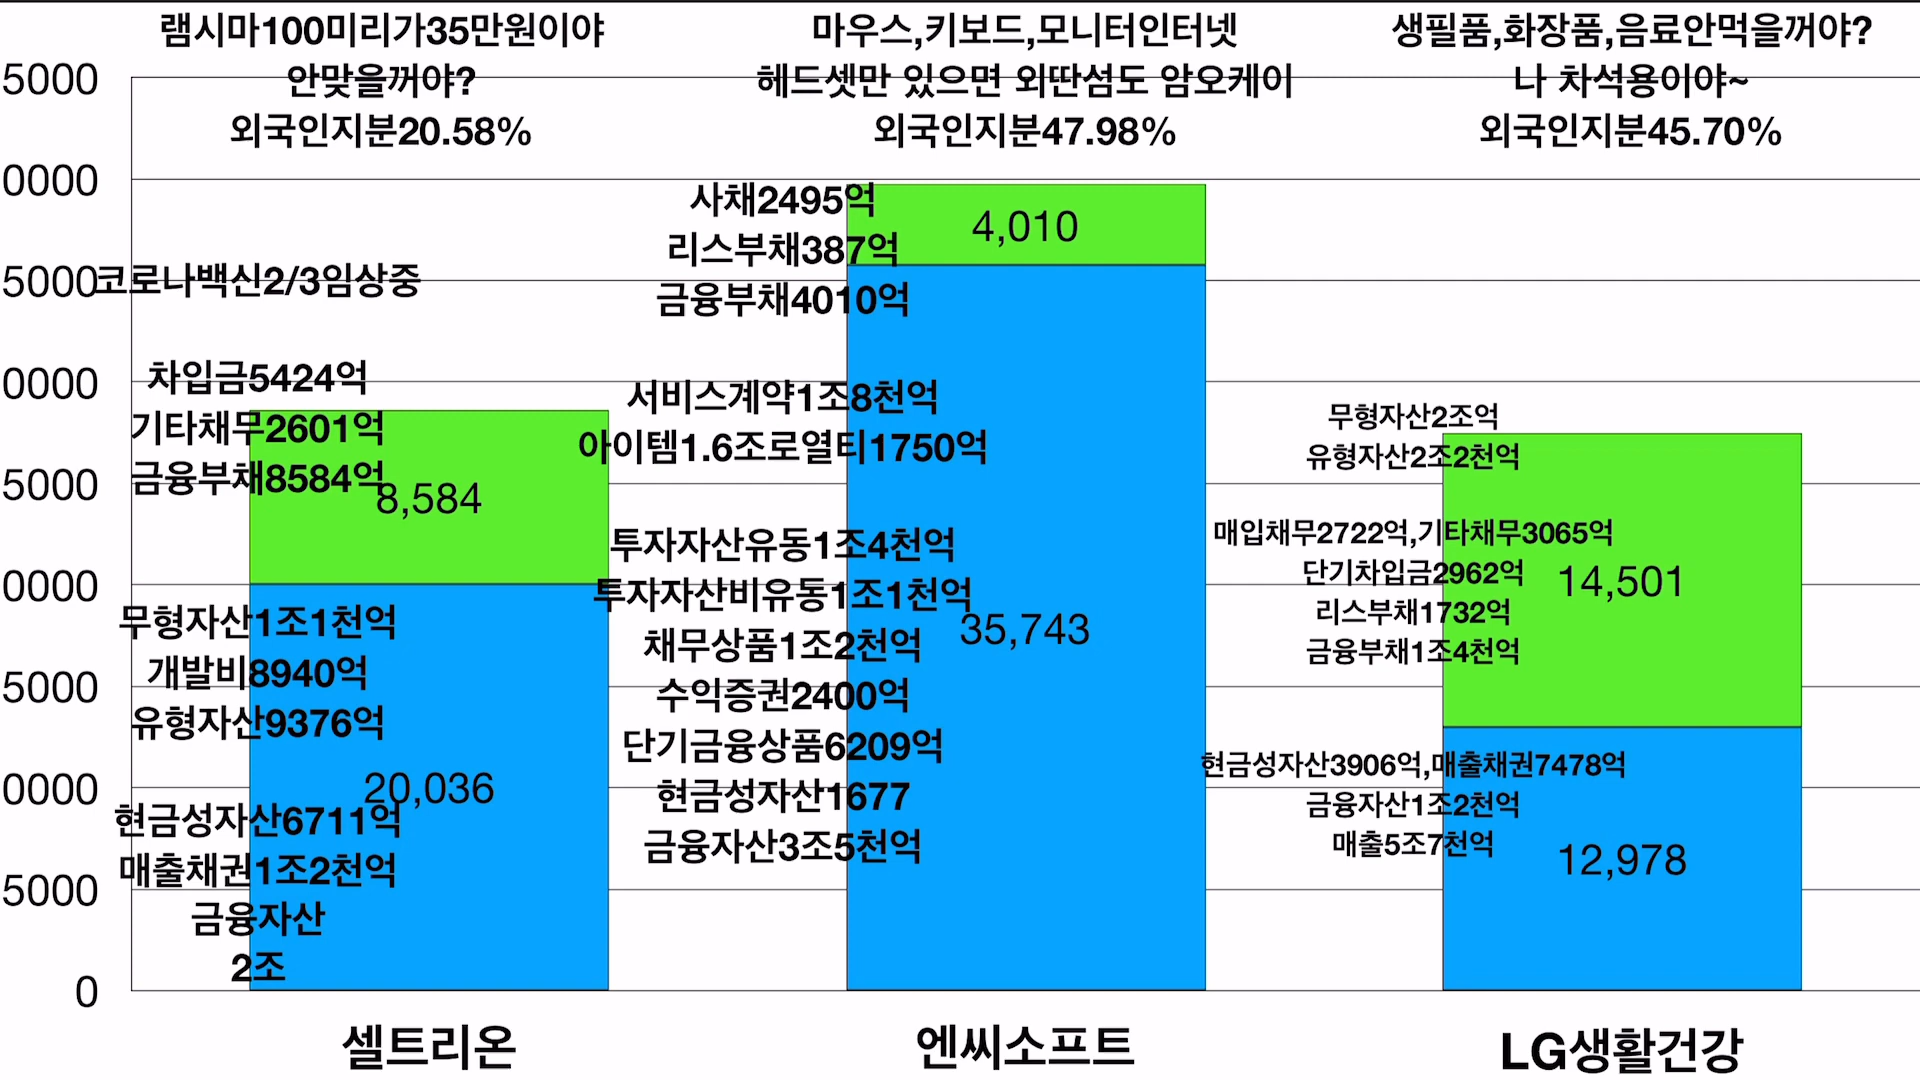 램시마100미리가35만원이야
안맞을꺼야?
외국인지분20.58%
마우스,키보드,모니터인터넷
헤드셋만 있으면 외딴섬도 암오케이
외국인지분47.98%
생필품,화장품,음료안먹을꺼야?
나 차석용이야~
외국인지분45.70%
5000
0000
5000
0000
5000
0000
5000
0000
5000
0
코로나백신2/3임상중
차입금5424억
기타채무2601억
금융부채8584억
8,584
무형자산1조1천억
개발비8940억
유형자산9376억
20,036
현금성자산6711억
매출채권1조2천억
금융자산
2조
셀트리온
사채2495억
리스부채387억
금융부채4010억
4,010
서비스계약1조8천억
아이템1.6조로열티1750억
투자자산유동1조4천억
투자자산비유동1조1천억
채무상품1조2천억
35,743
수익증권2400억
단기금융상품6209억
현금성자산1677
금융자산3조5천억
엔씨소프트
무형자산2조억
유형자산2조2천억
매입채무2722억,기타채무3065억
단기차입금2962억
14,501
리스부채1732억
금융부채1조4천억
현금성자산3906억,매출채권7478억
금융자산1조2천억
매출5조7천억
12,978
LG생활건강